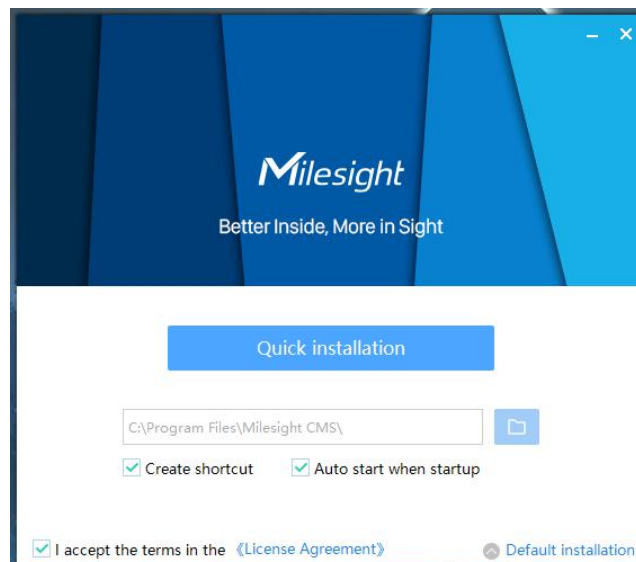 Milesight
Better Inside, More in Sight
Quick installation
C:\Program Files\Milesight CMS\
Create shortcut Auto start when startup
I accept the terms in the 《License Agreement》 Default installation